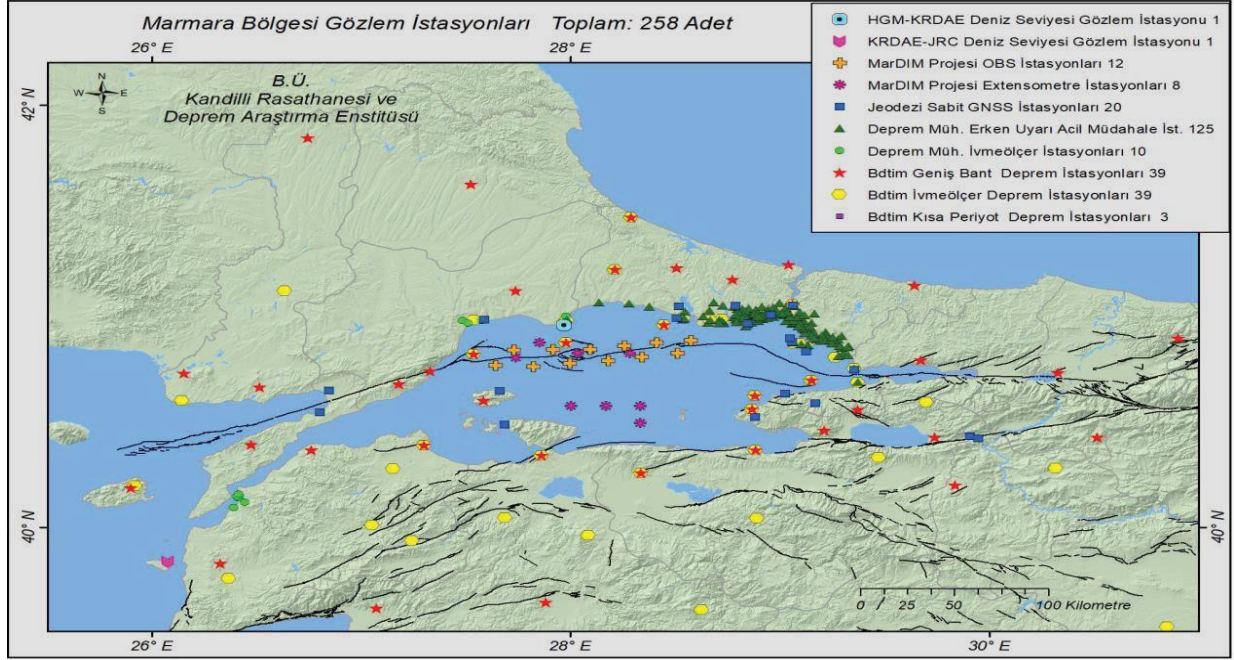 Marmara Bölgesi Gözlem İstasyonları Toplam: 258 Adet
26° E
28° E
HGM-KRDAE Deniz Seviyesi Gözlem İstasyonu 1
KRDAE-JRC Deniz Seviyesi Gözlem İstasyonu 1
MarDIM Projesi OBS İstasyonları 12
MarDIM Projesi Extensometre İstasyonları 8
Jeodezi Sabit GNSS İstasyonları 20
Deprem Müh. Erken Uyarı Acil Müdahale İst. 125
Deprem Müh. İvmeölçer İstasyonları 10
Bdtim Geniş Bant Deprem İstasyonları 39
Bdtim İvmeölçer Deprem İstasyonları 39
Bdtim Kısa Periyot Deprem İstasyonları 3
N
W E
S
B.Ü.
Kandilli Rasathanesi ve
Deprem Araştırma Enstitüsü
42° N
40° N
40° N
0 25 50 100 Kilometre
26° E
28° E
30° E